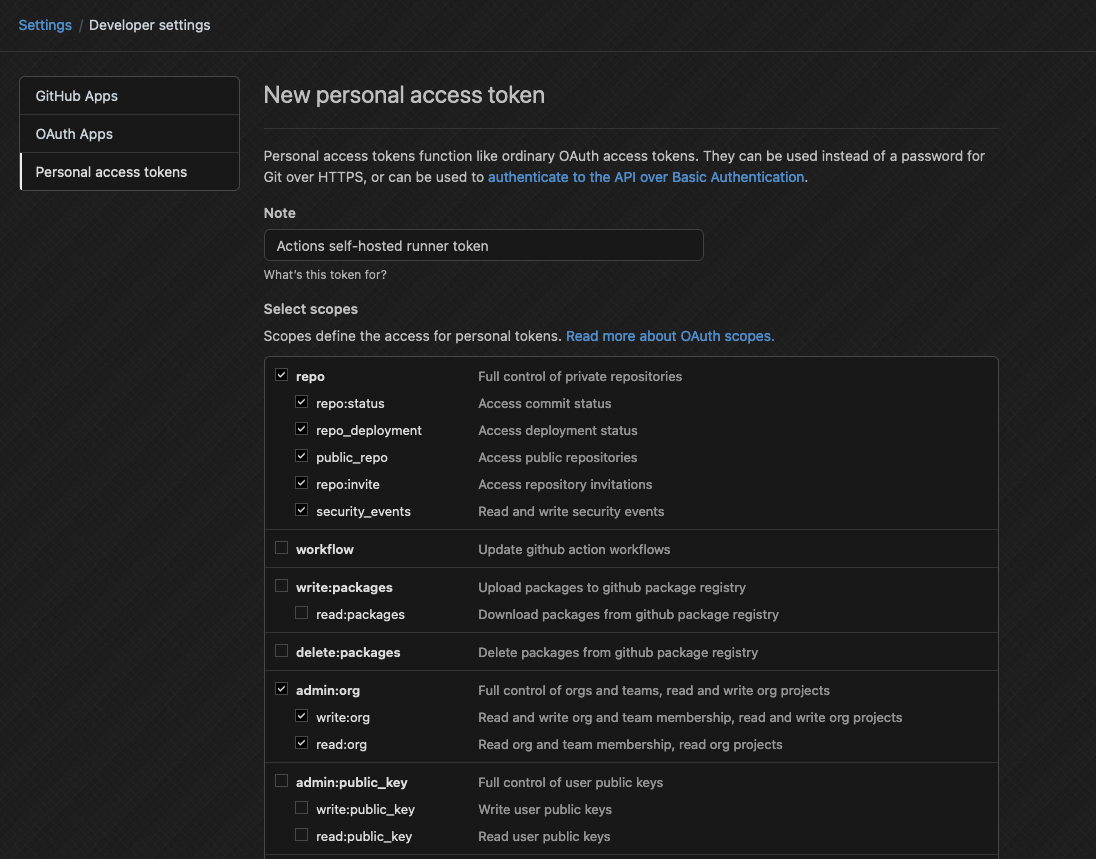 Settings / Developer settings
GitHub Apps
OAuth Apps
Personal access tokens
New personal access token
Personal access tokens function like ordinary OAuth access tokens. They can be used instead of a password for
Git over HTTPS, or can be used to authenticate to the API over Basic Authentication.
Note
Actions self-hosted runner token
What's this token for?
Select scopes
Scopes define the access for personal tokens. Read more about OAuth scopes.
repo Full control of private repositories
repo:status Access commit status
repo_deployment Access deployment status
public_repo Access public repositories
repo:invite Access repository invitations
security_events Read and write security events
workflow Update github action workflows
write:packages Upload packages to github package registry
read:packages Download packages from github package registry
delete:packages Delete packages from github package registry
admin:org Full control of orgs and teams, read and write org projects
write:org Read and write org and team membership, read and write org projects
read:org Read org and team membership, read org projects
admin:public_key Full control of user public keys
write:public_key Write user public keys
read:public_key Read user public keys